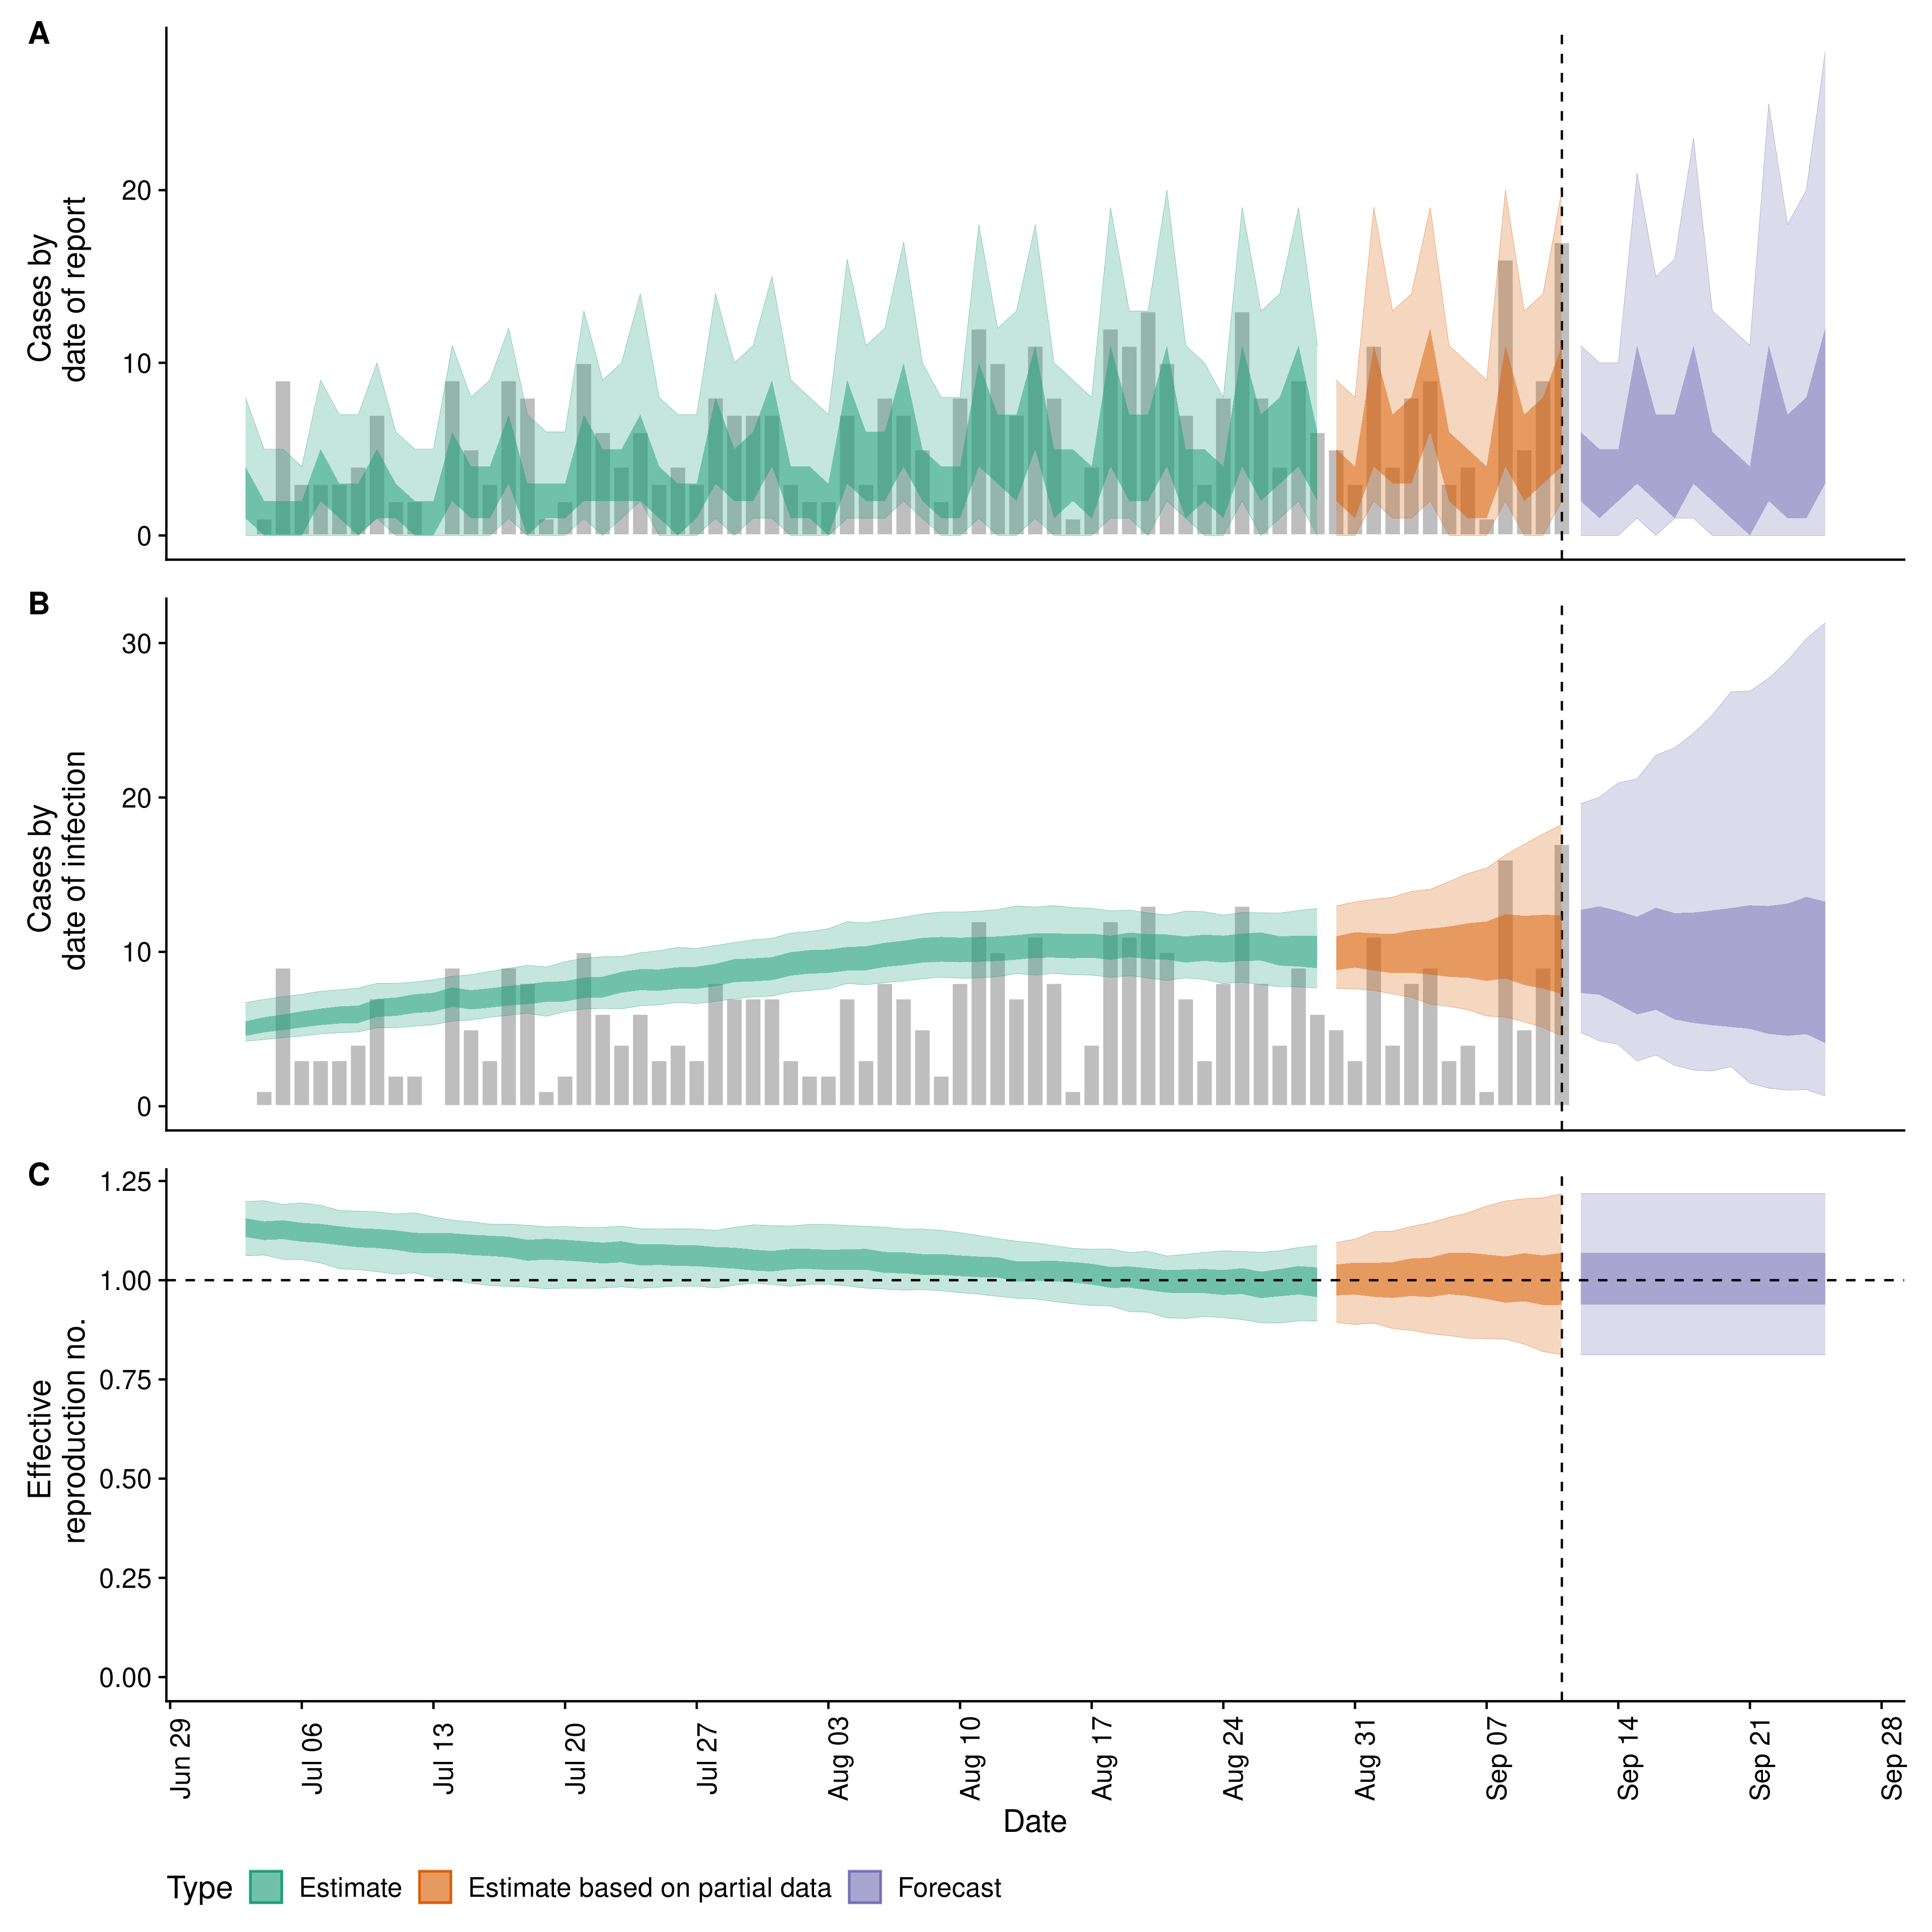 A
Cases by
date of report
20
10
0
B
Cases by
date of infection
30
20
10
0
C
Effective
reproduction no.
1.25
1.00
0.75
0.50
0.25
0.00
Jun 29
Jul 06
Jul 13
Jul 20
Jul 27
Aug 03
Aug 10
Aug 17
Aug 24
Aug 31
Sep 07
Sep 14
Sep 21
Sep 28
Date
Type Estimate Estimate based on partial data Forecast